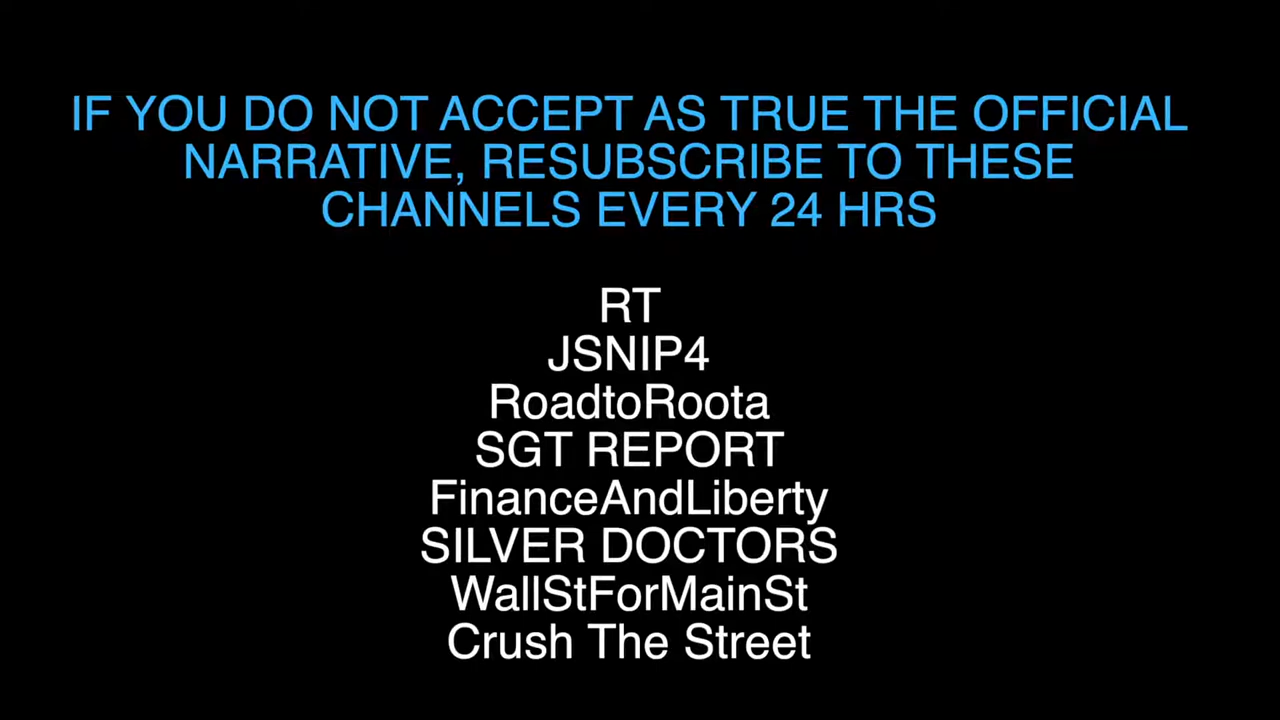 IF YOU DO NOT ACCEPT AS TRUE THE OFFICIAL
NARRATIVE, RESUBSCRIBE TO THESE
CHANNELS EVERY 24 HRS
RT
JSNIP4
RoadtoRoota
SGT REPORT
FinanceAndLiberty
SILVER DOCTORS
WallStForMainSt
Crush The Street